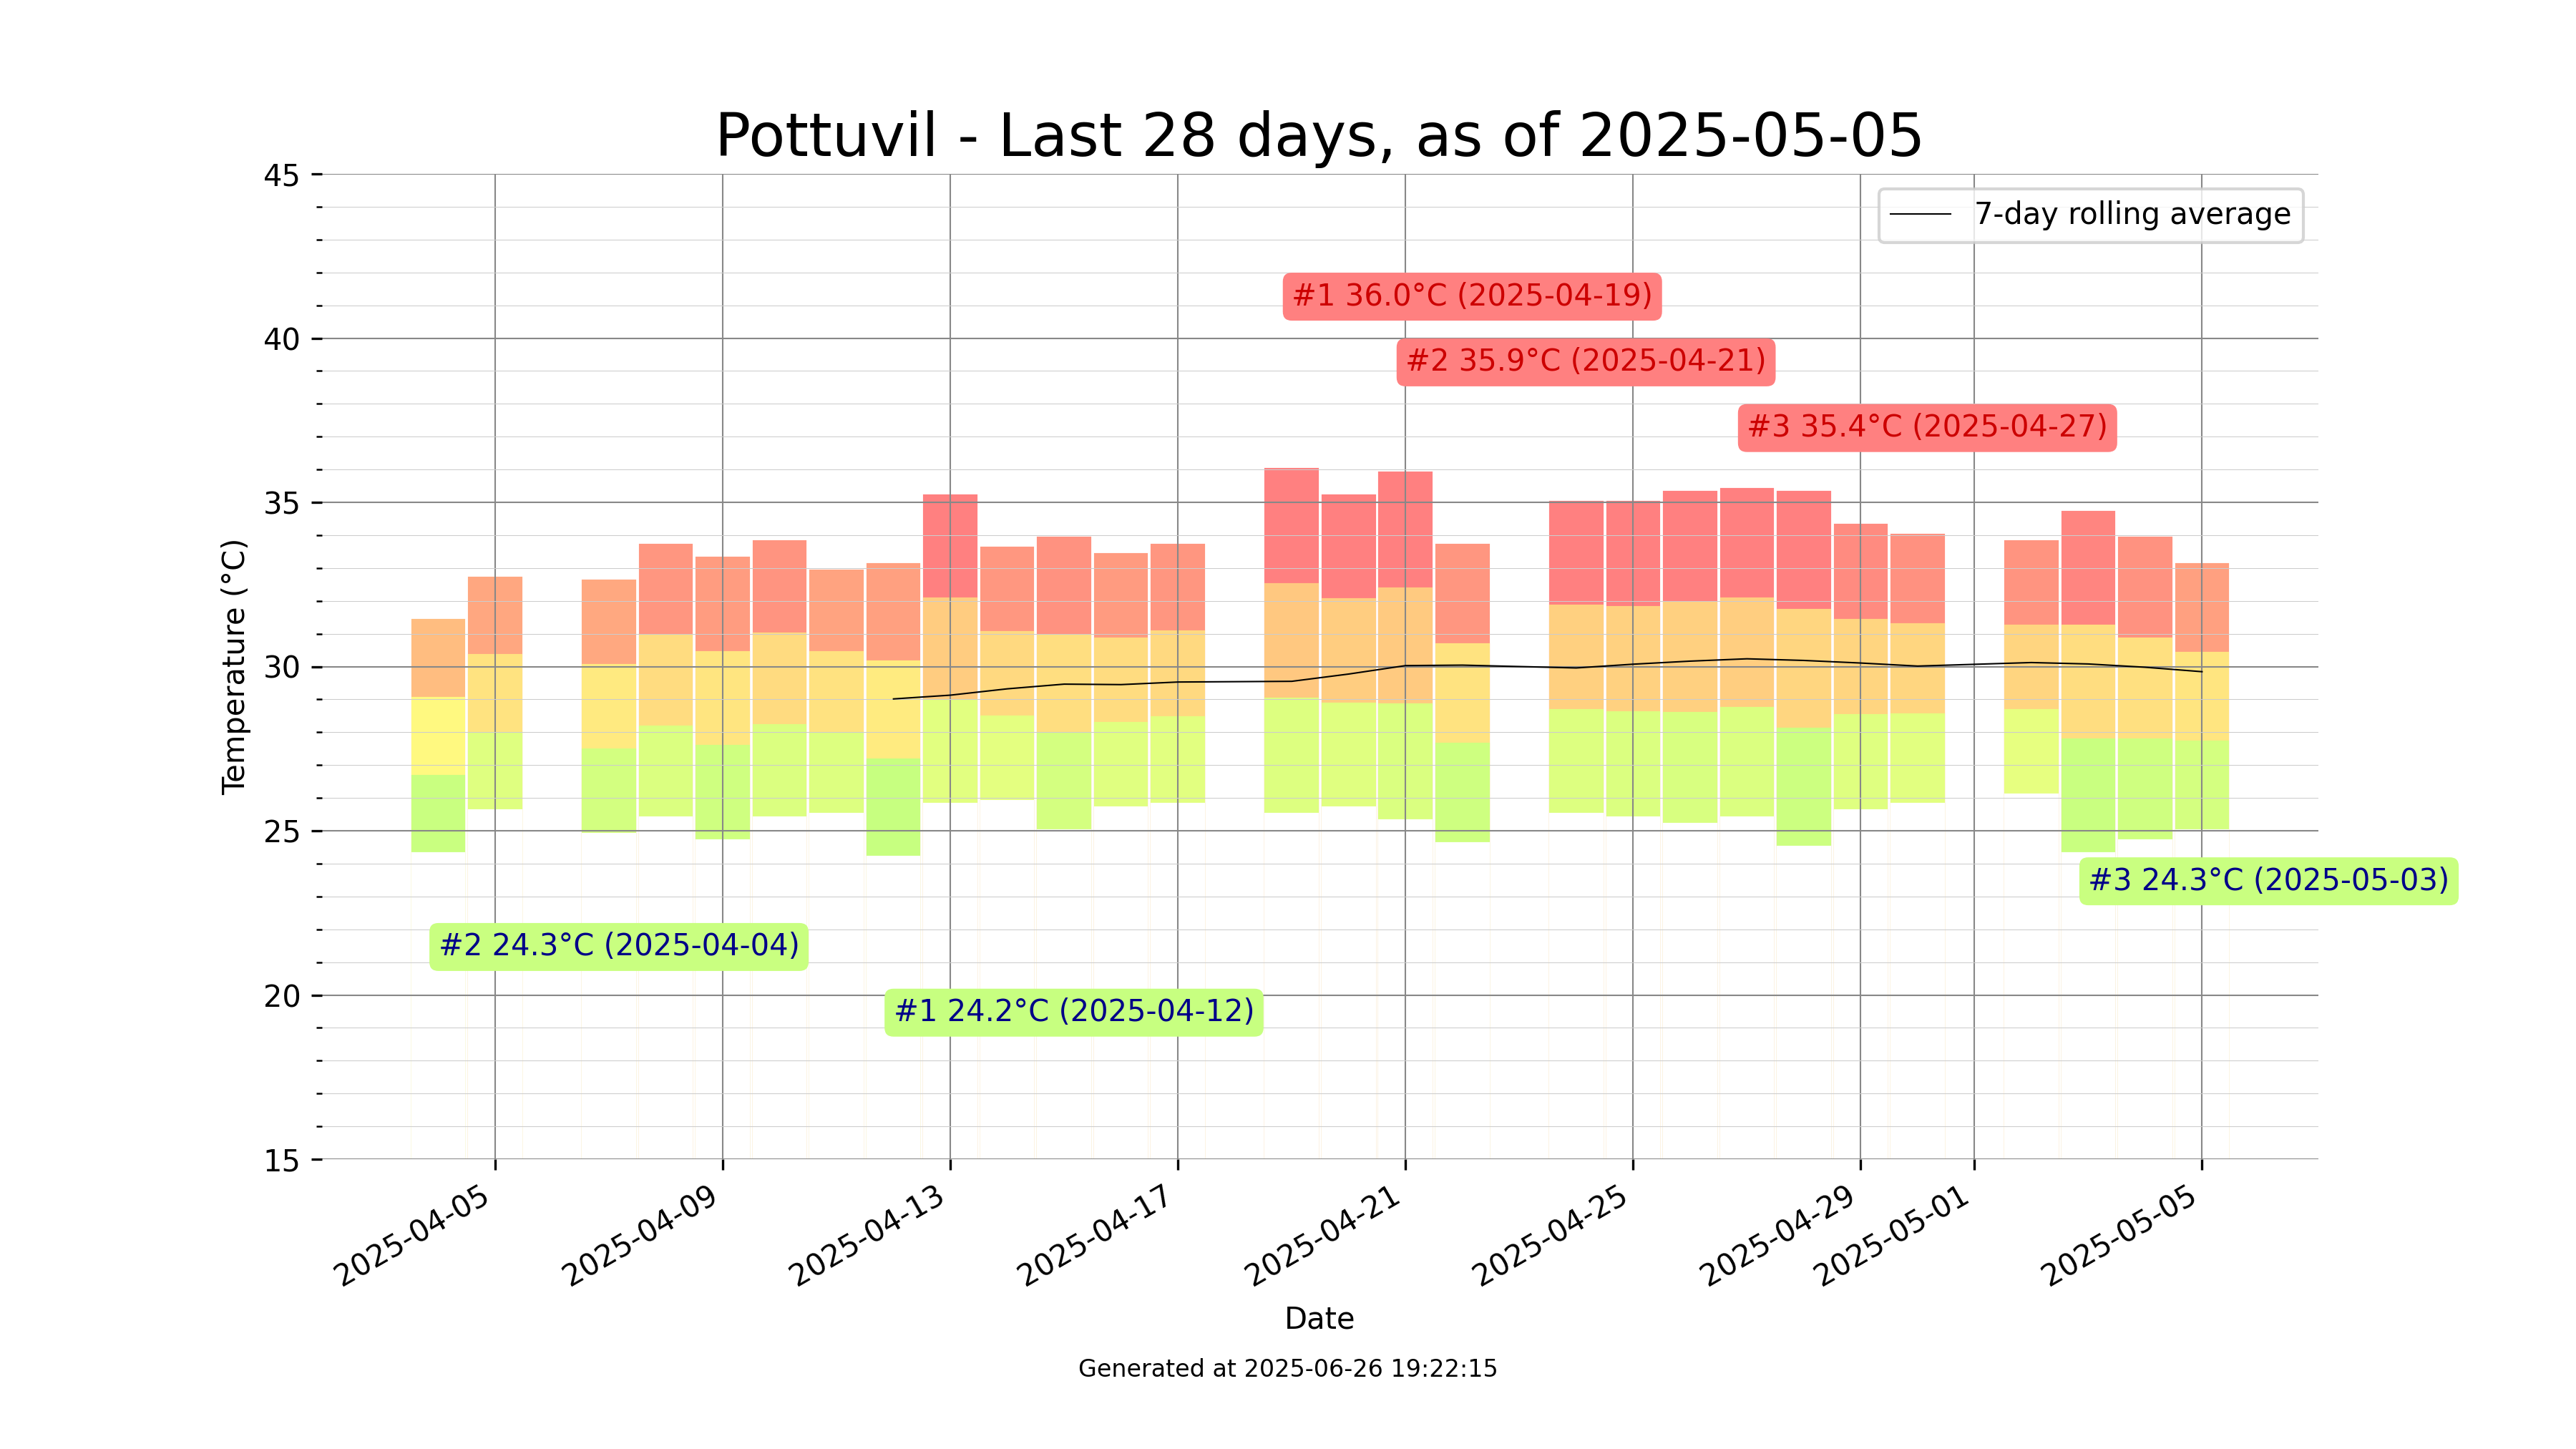 Pottuvil - Last 28 days, as of 2025-05-05
45
40
35
30
25
20
15
Temperature (°C)
7-day rolling average
#1 36.0°C (2025-04-19)
#2 35.9°C (2025-04-21)
#3 35.4°C (2025-04-27)
#3 24.3°C (2025-05-03)
#2 24.3°C (2025-04-04)
#1 24.2°C (2025-04-12)
2025-04-05
2025-04-09
2025-04-13
2025-04-17
2025-04-21
2025-04-25
2025-04-29
2025-05-01
2025-05-05
Date
Generated at 2025-06-26 19:22:15